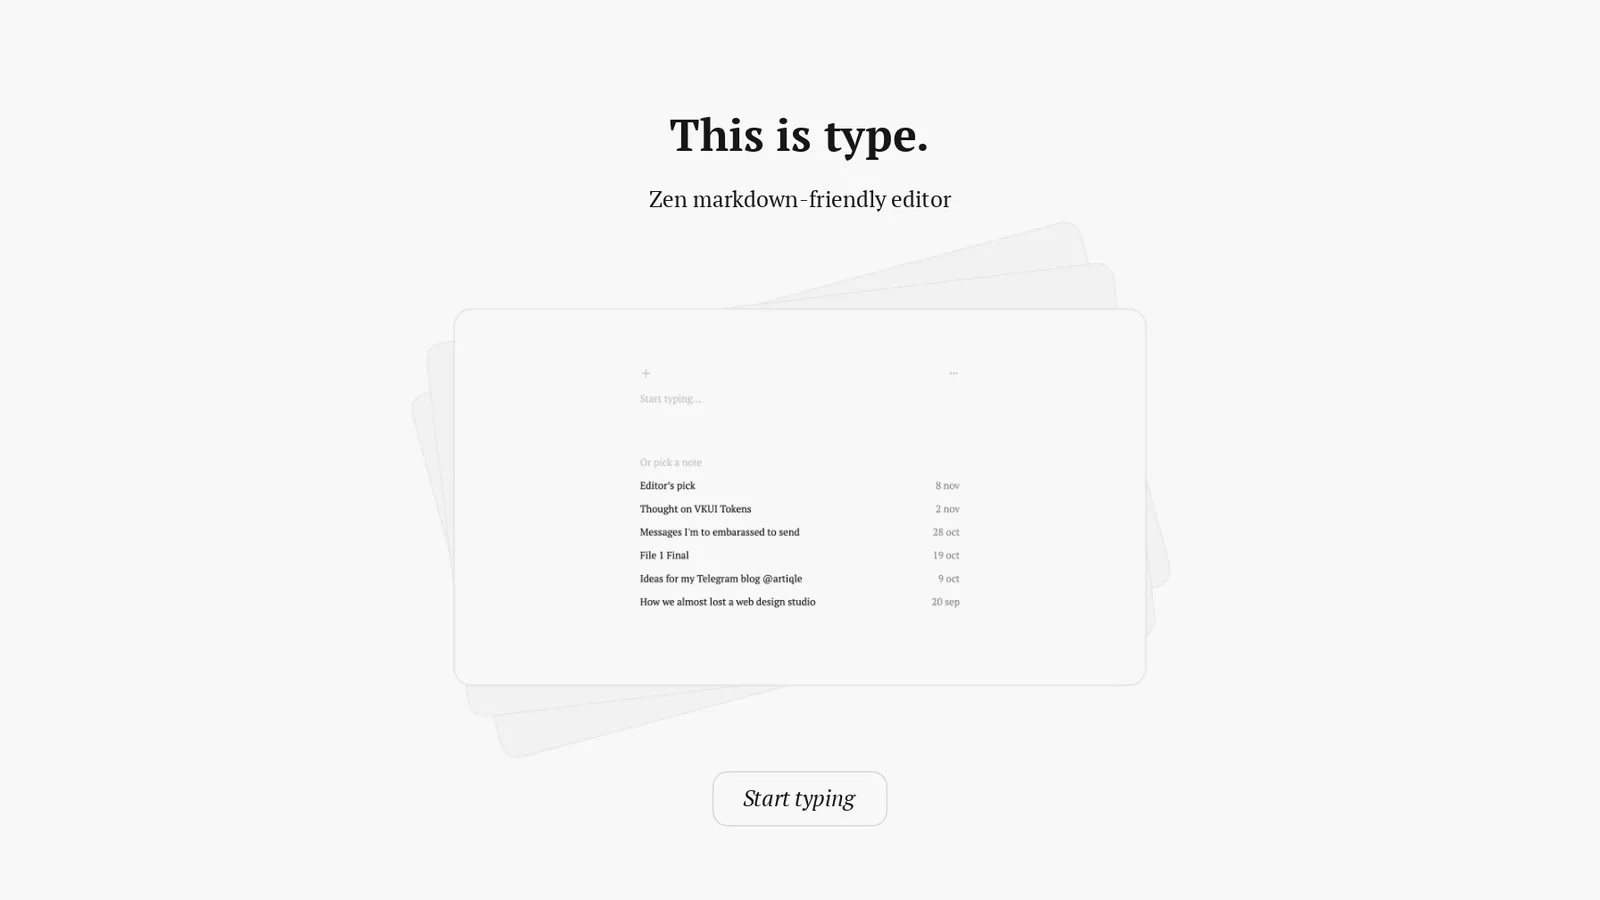 This is type.
Zen markdown-friendly editor
+ ...
Start typing...
Or pick a note
Editor's pick 8 nov
Thought on VKUI Tokens 2 nov
Messages I'm to embarassed to send 28 oct
File 1 Final 19 oct
Ideas for my Telegram blog @artiqle 9 oct
How we almost lost a web design studio 20 sep
Start typing